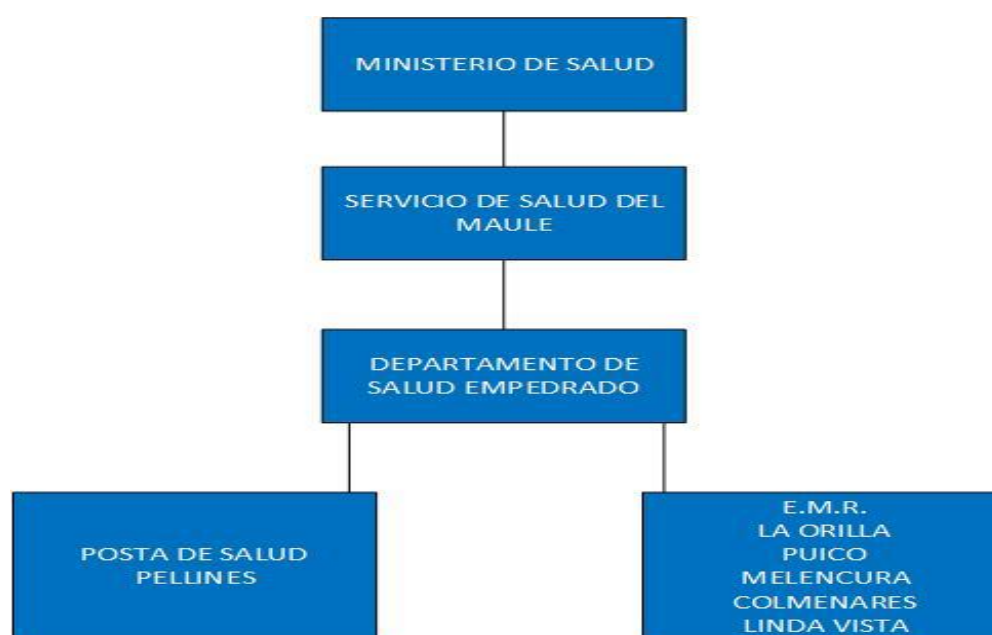 MINISTERIO DE SALUD
SERVICIO DE SALUD DEL
MAULE
DEPARTAMENTO DE
SALUD EMPEDRADO
POSTA DE SALUD
PELLINES
E.M.R.
LA ORILLA
PUICO
MELENCURA
COLMENARES
LINDA VISTA